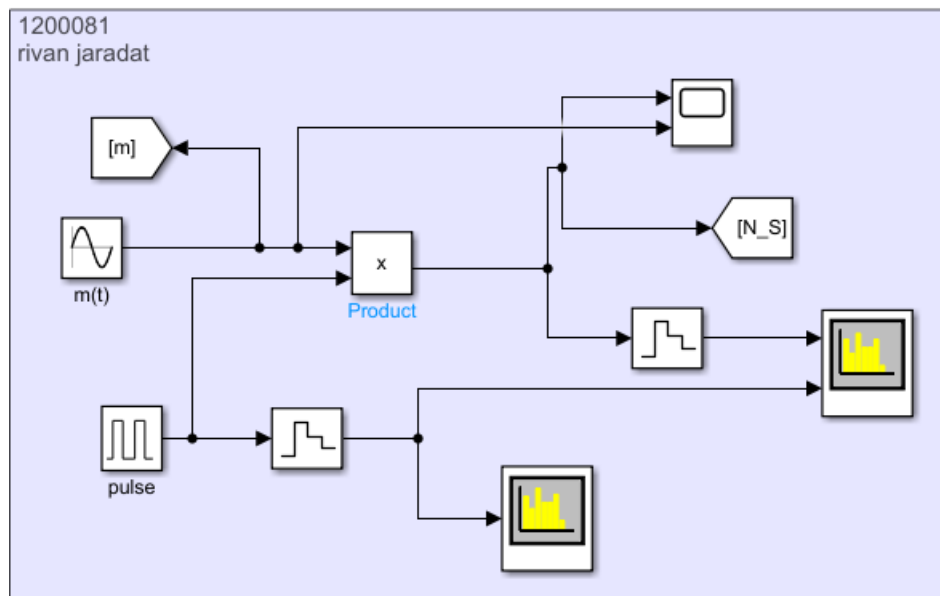 1200081
rivan jaradat
[m]
m(t)
x
Product
[N_S]
pulse